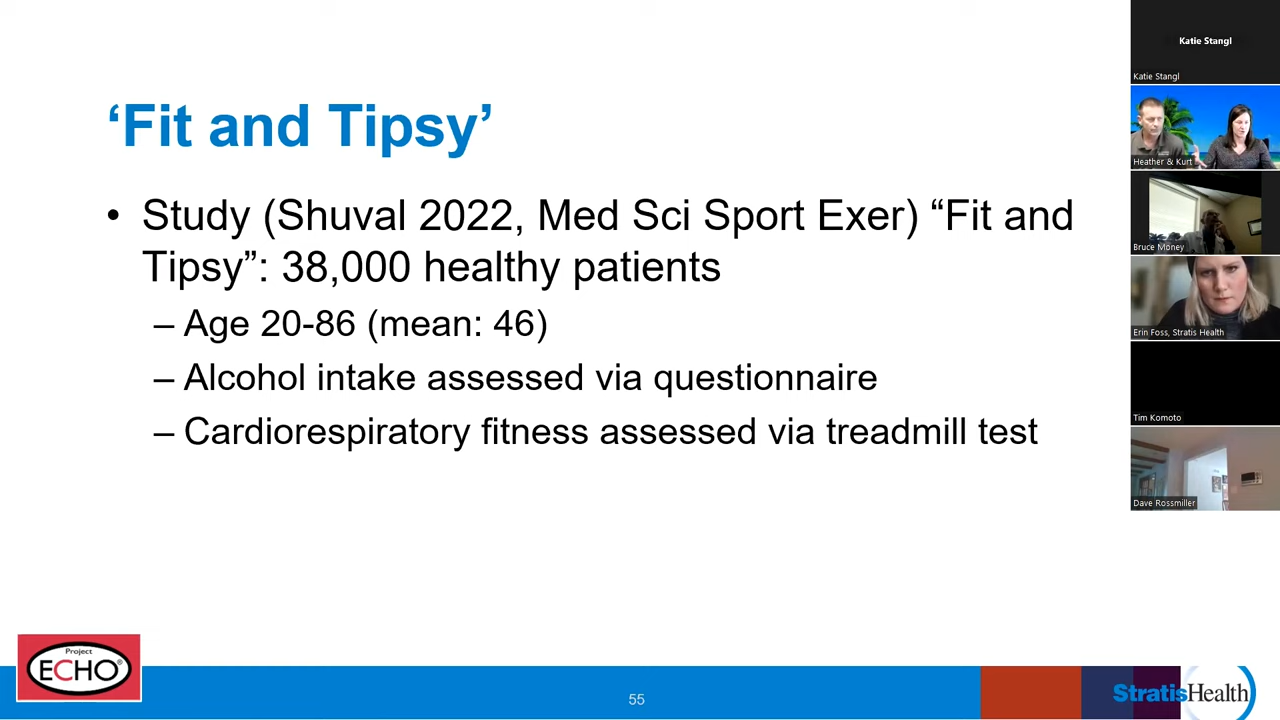 ‘Fit and Tipsy’
• Study (Shuval 2022, Med Sci Sport Exer) “Fit and
Tipsy”: 38,000 healthy patients
– Age 20-86 (mean: 46)
– Alcohol intake assessed via questionnaire
– Cardiorespiratory fitness assessed via treadmill test
Project
ECHO®
55
StratisHealth
Katie Stangl
Katie Stangl
Heather & Kurt
Bruce Money
Erin Foss, Stratis Health
Tim Komoto
Dave Rossmiller